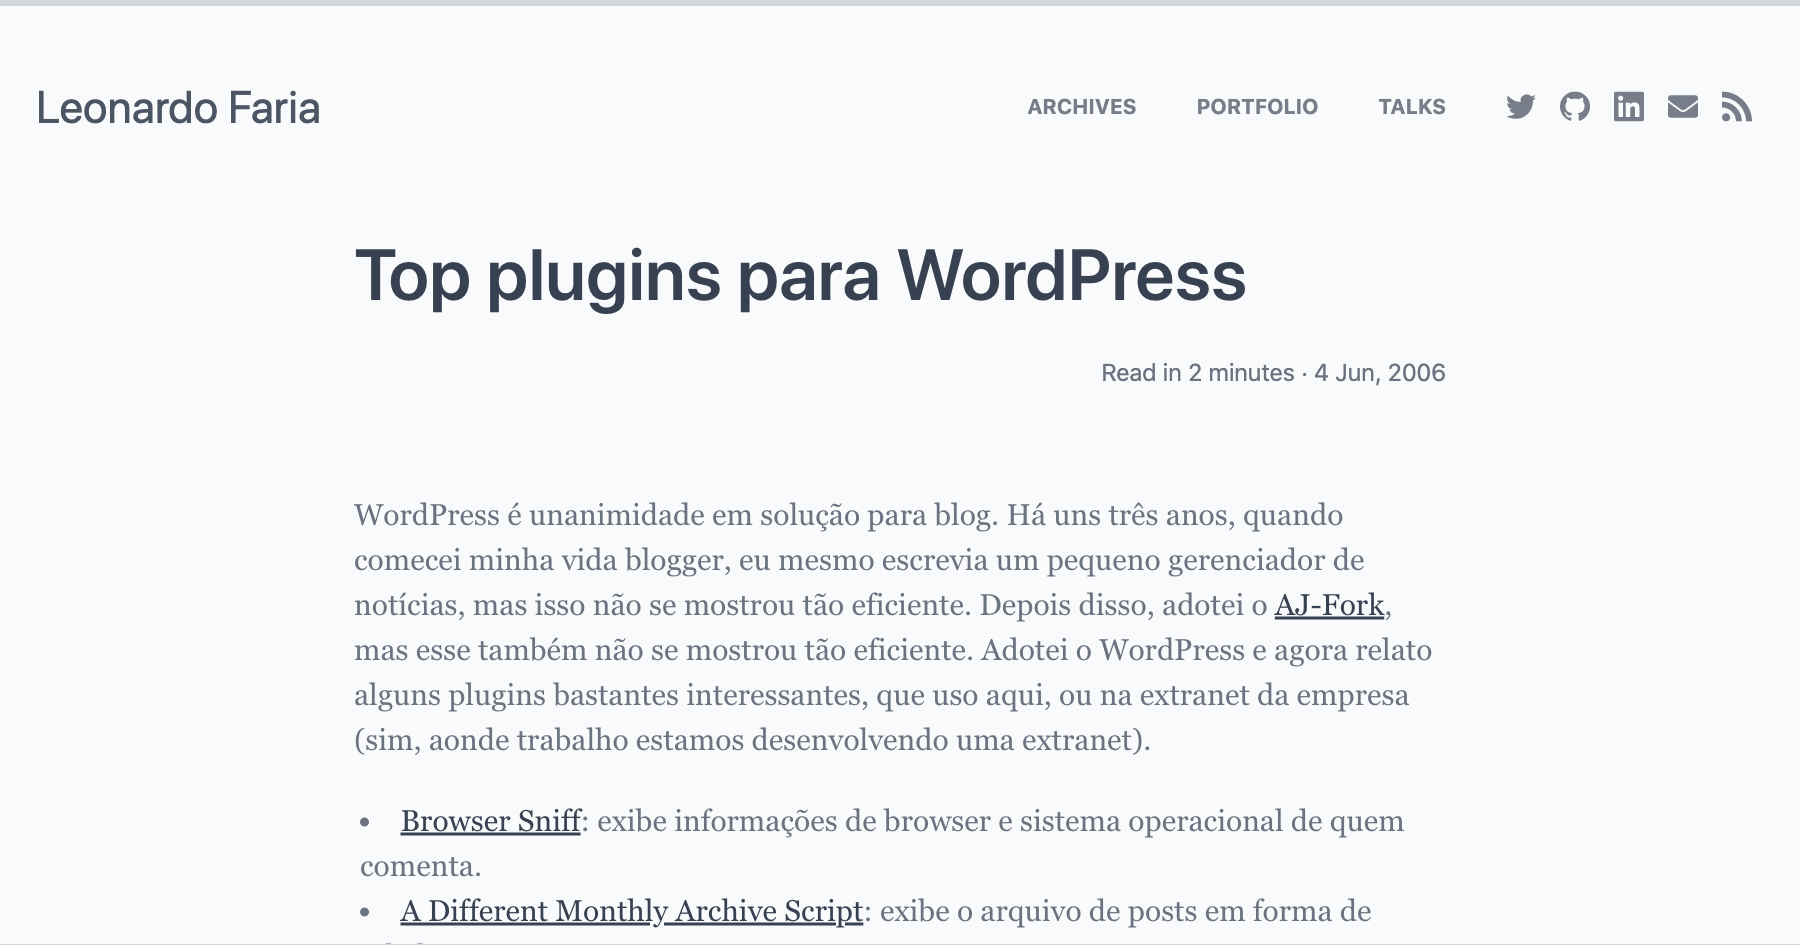 Leonardo Faria
ARCHIVES PORTFOLIO TALKS
Top plugins para WordPress
Read in 2 minutes · 4 Jun, 2006
WordPress é unanimidade em solução para blog. Há uns três anos, quando
comecei minha vida blogger, eu mesmo escrevia um pequeno gerenciador de
notícias, mas isso não se mostrou tão eficiente. Depois disso, adotei o AJ-Fork,
mas esse também não se mostrou tão eficiente. Adotei o WordPress e agora relato
alguns plugins bastantes interessantes, que uso aqui, ou na extranet da empresa
(sim, aonde trabalho estamos desenvolvendo uma extranet).
• Browser Sniff: exibe informações de browser e sistema operacional de quem
comenta.
• A Different Monthly Archive Script: exibe o arquivo de posts em forma de